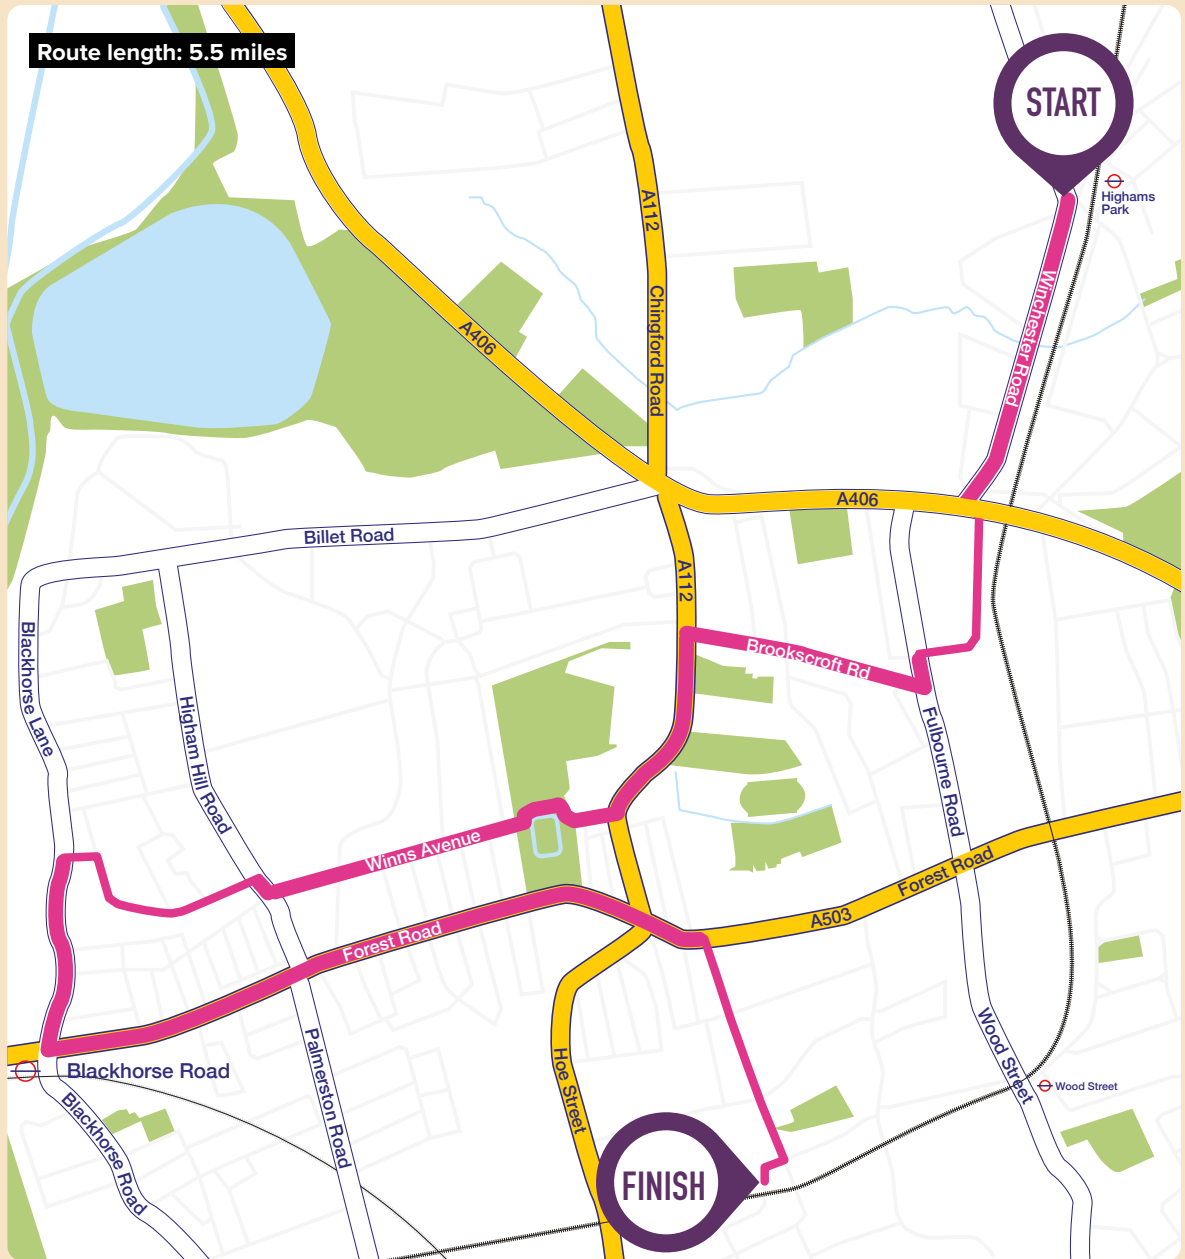 Route length: 5.5 miles
START
Highams
Park
A112
Winchester Road
Chingford Road
A406
A406
Billet Road
A112
Brookscroft Rd
Blackhorse Lane
Higham Hill Road
Fulbourne Road
Winns Avenue
Forest Road
A503
Forest Road
Blackhorse Road
Palmerston Road
Hoe Street
Wood Street
Wood Street
Blackhorse Road
FINISH